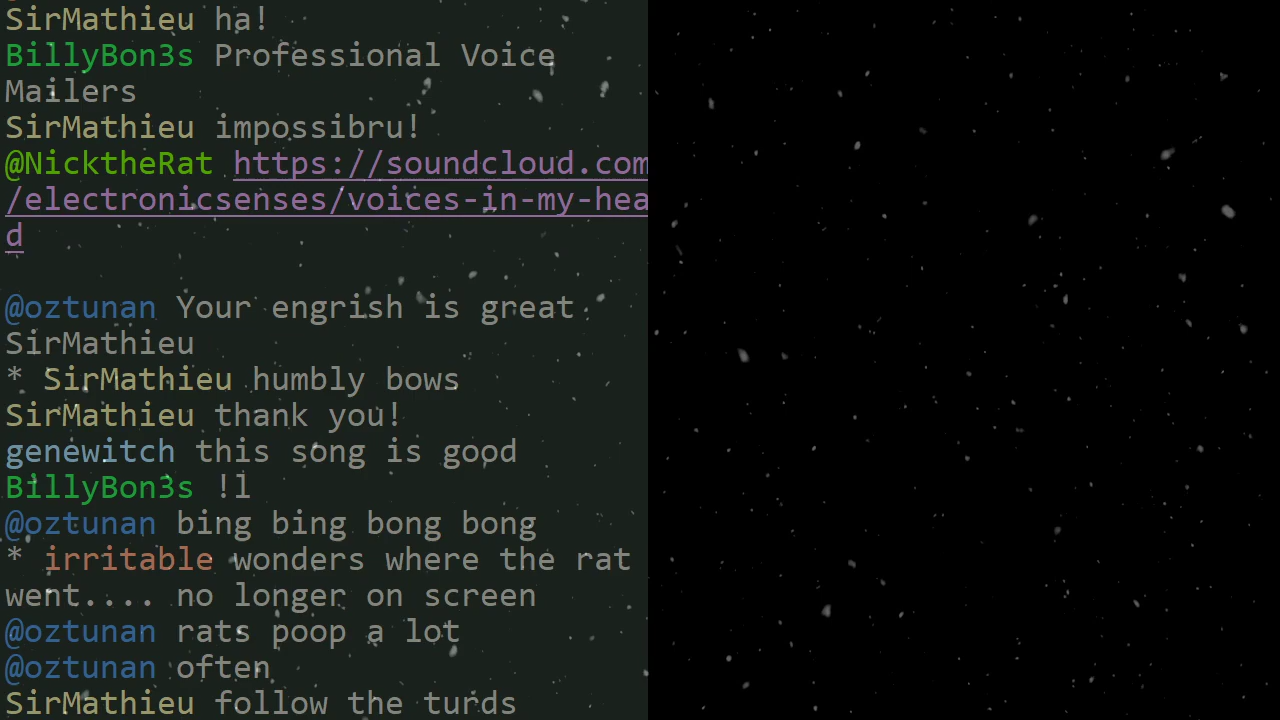 SirMathieu ha!
BillyBon3s Professional Voice
Mailers
SirMathieu impossibru!
@NicktheRat https://soundcloud.com
/electronicsenses/voices-in-my-hea
d
@oztunan Your engrish is great
SirMathieu
* SirMathieu humbly bows
SirMathieu thank you!
genewitch this song is good
BillyBon3s !l
@oztunan bing bing bong bong
* irritable wonders where the rat
went.... no longer on screen
@oztunan rats poop a lot
@oztunan often
SirMathieu follow the turds